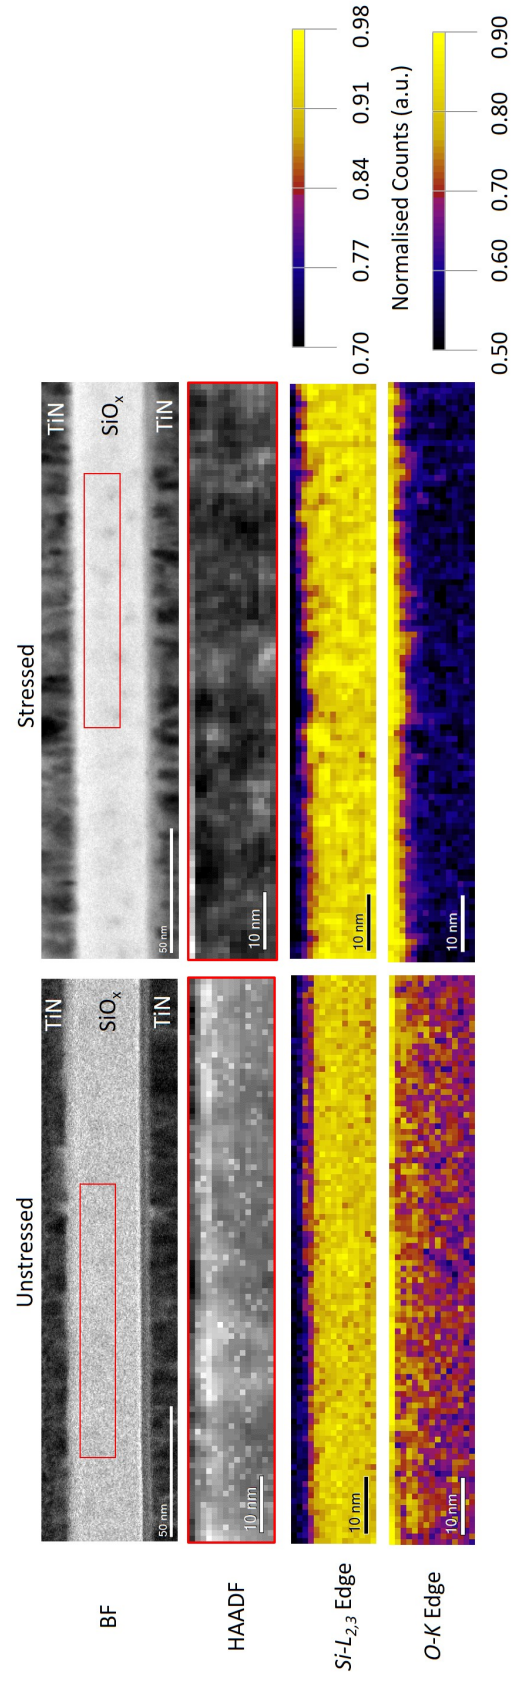 Unstressed
Stressed
BF
TiN
SiOx
TiN
50 nm
TiN
SiOx
TiN
50 nm
HAADF
10 nm
10 nm
Si-L2,3 Edge
10 nm
10 nm
0.70
0.77
0.84
0.91
0.98
Normalised Counts (a.u.)
O-K Edge
10 nm
10 nm
0.50
0.60
0.70
0.80
0.90